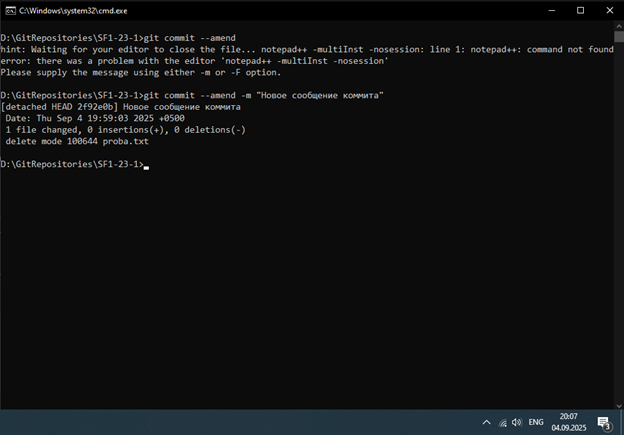 C:\Windows\system32\cmd.exe
D:\GitRepositories\SF1-23-1>git commit --amend
hint: Waiting for your editor to close the file... notepad++ -multiInst -nosession: line 1: notepad++: command not found
error: there was a problem with the editor 'notepad++ -multiInst -nosession'
Please supply the message using either -m or -F option.
D:\GitRepositories\SF1-23-1>git commit --amend -m "Новое сообщение коммита"
[detached HEAD 2f92e0b] Новое сообщение коммита
Date: Thu Sep 4 19:59:03 2025 +0500
1 file changed, 0 insertions(+), 0 deletions(-)
delete mode 100644 proba.txt
D:\GitRepositories\SF1-23-1>
ENG
20:07
04.09.2025
3